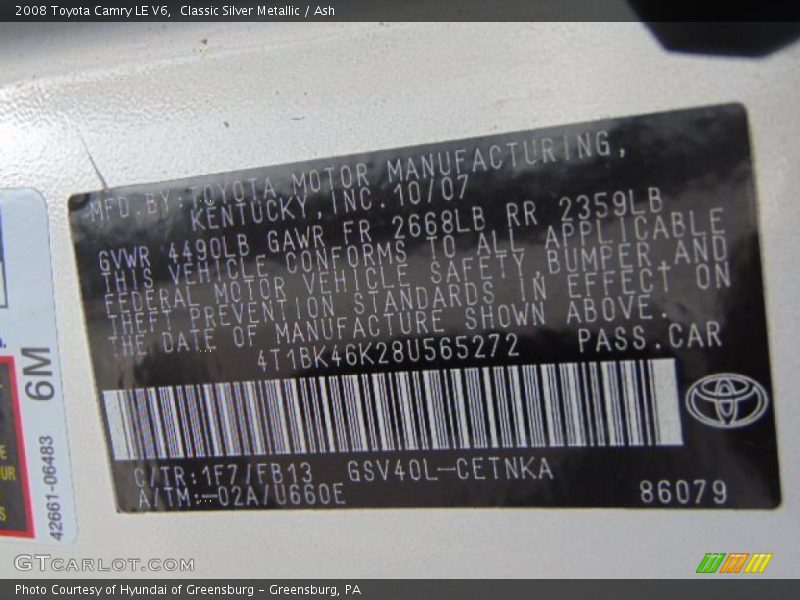 2008 Toyota Camry LE V6,  Classic Silver Metallic / Ash
MFD.BY:TOYOTA MOTOR MANUFACTURING,
KENTUCKY,INC.10/07
GVWR 4490LB GAWR FR 2668LB RR 2359LB
THIS VEHICLE CONFORMS TO ALL APPLICABLE
FEDERAL MOTOR VEHICLE SAFETY,BUMPER,AND
THEFT PREVENTION STANDARDS IN EFFECT ON
THE DATE OF MANUFACTURE SHOWN ABOVE.
4T1BK46K28U565272 PASS.CAR
C/TR:1F7/FB13 GSV40L-CETNKA
A/TM:-02A/U660E 86079
6M
42661-06483
GTCARLOT.COM
Photo Courtesy of Hyundai of Greensburg - Greensburg, PA